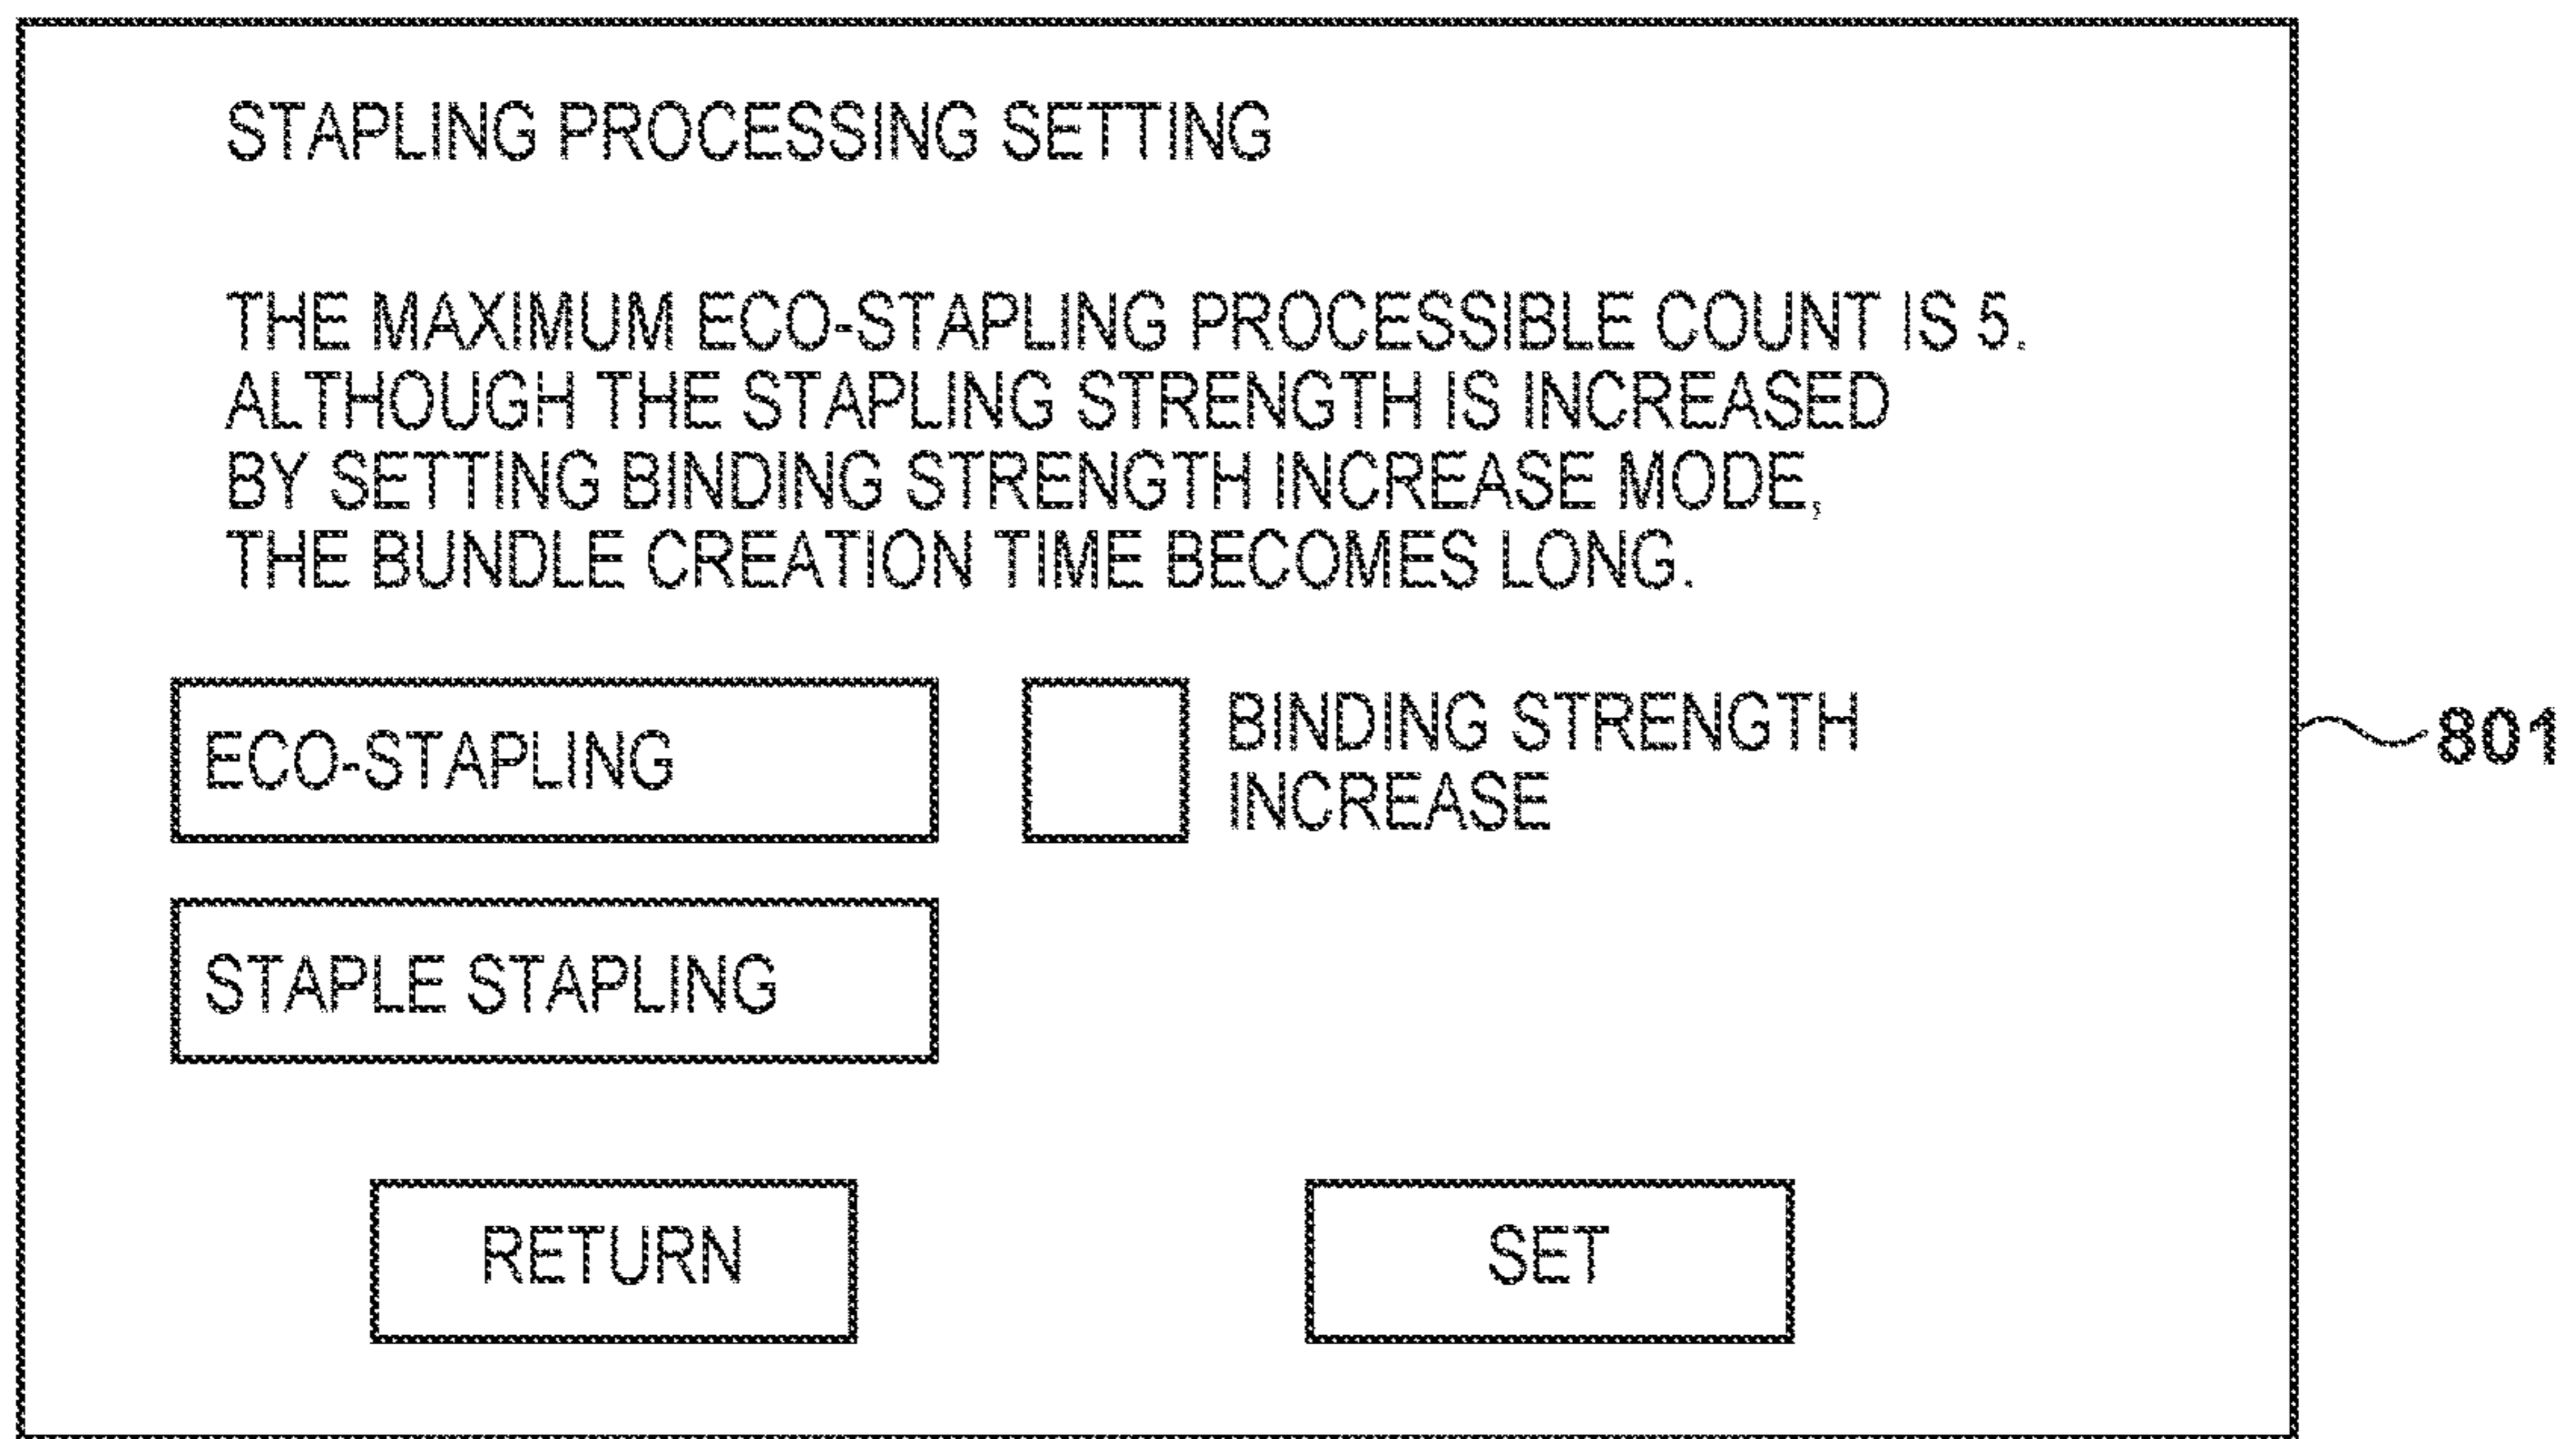 STAPLING PROCESSING SETTING
THE MAXIMUM ECO-STAPLING PROCESSIBLE COUNT IS 5.
ALTHOUGH THE STAPLING STRENGTH IS INCREASED
BY SETTING BINDING STRENGTH INCREASE MODE,
THE BUNDLE CREATION TIME BECOMES LONG.
ECO-STAPLING
BINDING STRENGTH
INCREASE
801
STAPLE STAPLING
RETURN
SET